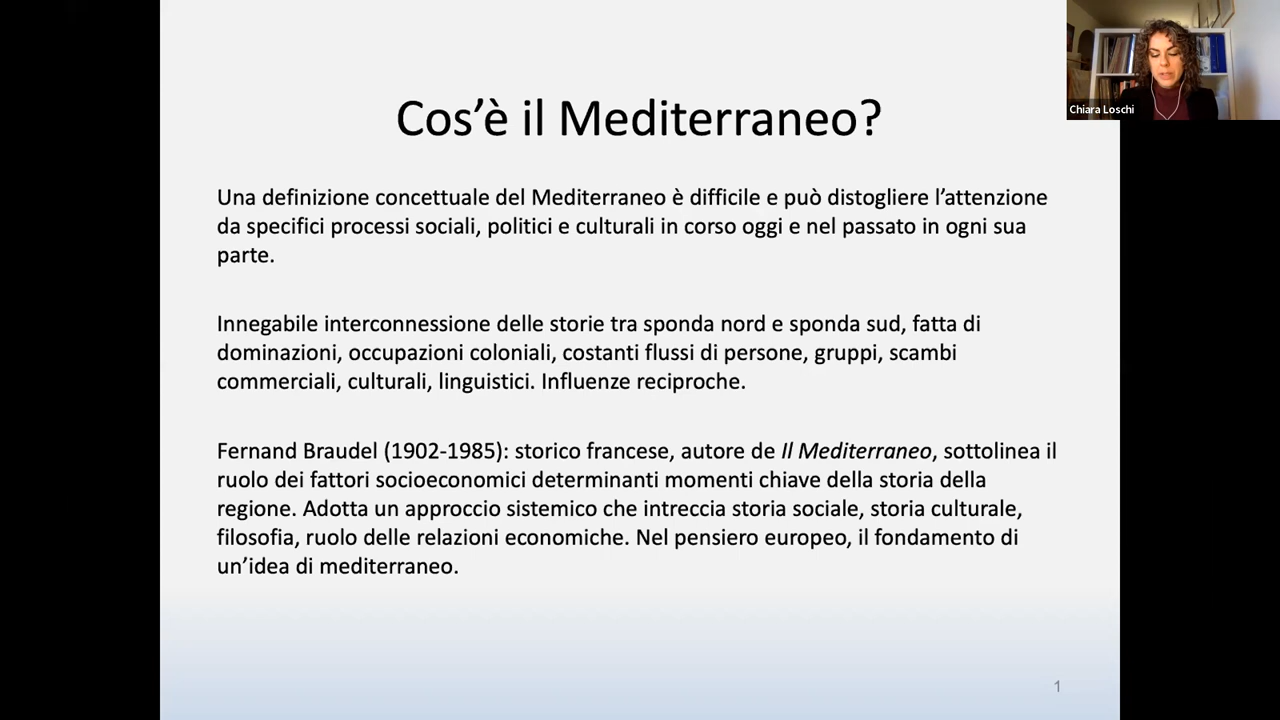 Cos’è il Mediterraneo?
Chiara Loschi
Una definizione concettuale del Mediterraneo è difficile e può distogliere l’attenzione
da specifici processi sociali, politici e culturali in corso oggi e nel passato in ogni sua
parte.
Innegabile interconnessione delle storie tra sponda nord e sponda sud, fatta di
dominazioni, occupazioni coloniali, costanti flussi di persone, gruppi, scambi
commerciali, culturali, linguistici. Influenze reciproche.
Fernand Braudel (1902-1985): storico francese, autore de Il Mediterraneo, sottolinea il
ruolo dei fattori socioeconomici determinanti momenti chiave della storia della
regione. Adotta un approccio sistemico che intreccia storia sociale, storia culturale,
filosofia, ruolo delle relazioni economiche. Nel pensiero europeo, il fondamento di
un’idea di mediterraneo.
1